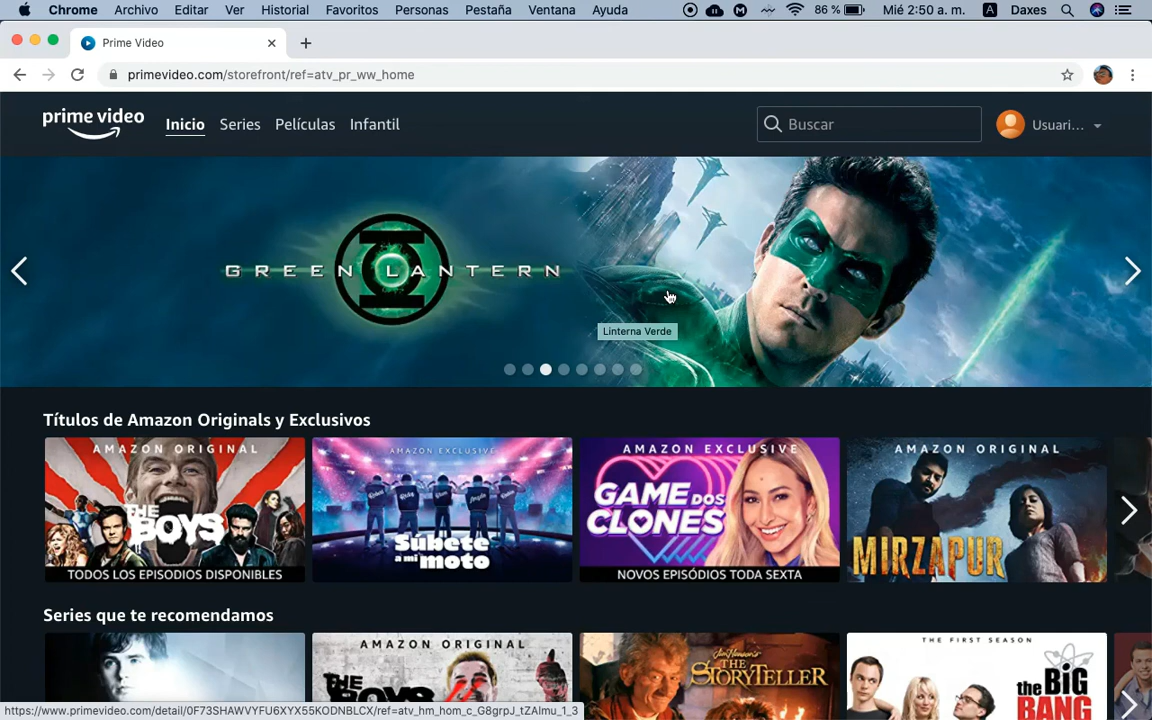 Chrome Archivo Editar Ver Historial Favoritos Personas Pestaña Ventana Ayuda 86 % Mié 2:50 a. m. A Daxes
Prime Video
primevideo.com/storefront/ref=atv_pr_ww_home
prime video Inicio Series Películas Infantil Buscar Usuari...
GREEN LANTERN
Linterna Verde
Títulos de Amazon Originals y Exclusivos
AMAZON ORIGINAL
THE BOYS
TODOS LOS EPISODIOS DISPONIBLES
AMAZON EXCLUSIVE
Súbete
a mi moto
AMAZON EXCLUSIVE
GAME DOS
CLONES
NOVOS EPISÓDIOS TODA SEXTA
AMAZON ORIGINAL
MIRZAPUR
Series que te recomendamos
AMAZON ORIGINAL
THE
Jim Henson's
THE STORYTELLER
THE FIRST SEASON
the BIG
BANG
https://www.primevideo.com/detail/0F73SHAWVYFU6XYX55KODNBLCX/ref=atv_hm_hom_c_G8grpJ_tZAlmu_1_3